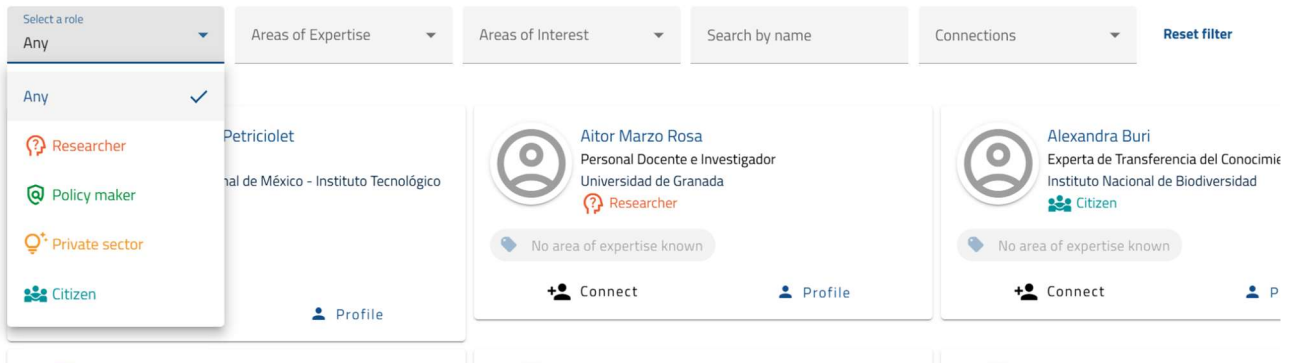 Select a role
Any
Areas of Expertise
Areas of Interest
Search by name
Connections
Reset filter
Any
Researcher
Policy maker
Private sector
Citizen
Petriciolet
de México - Instituto Tecnológico
Profile
Aitor Marzo Rosa
Personal Docente e Investigador
Universidad de Granada
Researcher
No area of expertise known
Connect
Profile
Alexandra Buri
Experta de Transferencia del
Instituto Nacional de Biodiversidad
Citizen
No area of expertise known
Connect
P